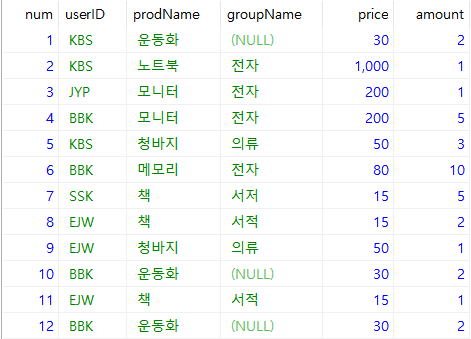 num userID prodName groupName price amount
1 KBS 운동화 (NULL) 30 2
2 KBS 노트북 전자 1,000 1
3 JYP 모니터 전자 200 1
4 BBK 모니터 전자 200 5
5 KBS 청바지 의류 50 3
6 BBK 메모리 전자 80 10
7 SSK 책 서저 15 5
8 EJW 책 서적 15 2
9 EJW 청바지 의류 50 1
10 BBK 운동화 (NULL) 30 2
11 EJW 책 서적 15 1
12 BBK 운동화 (NULL) 30 2